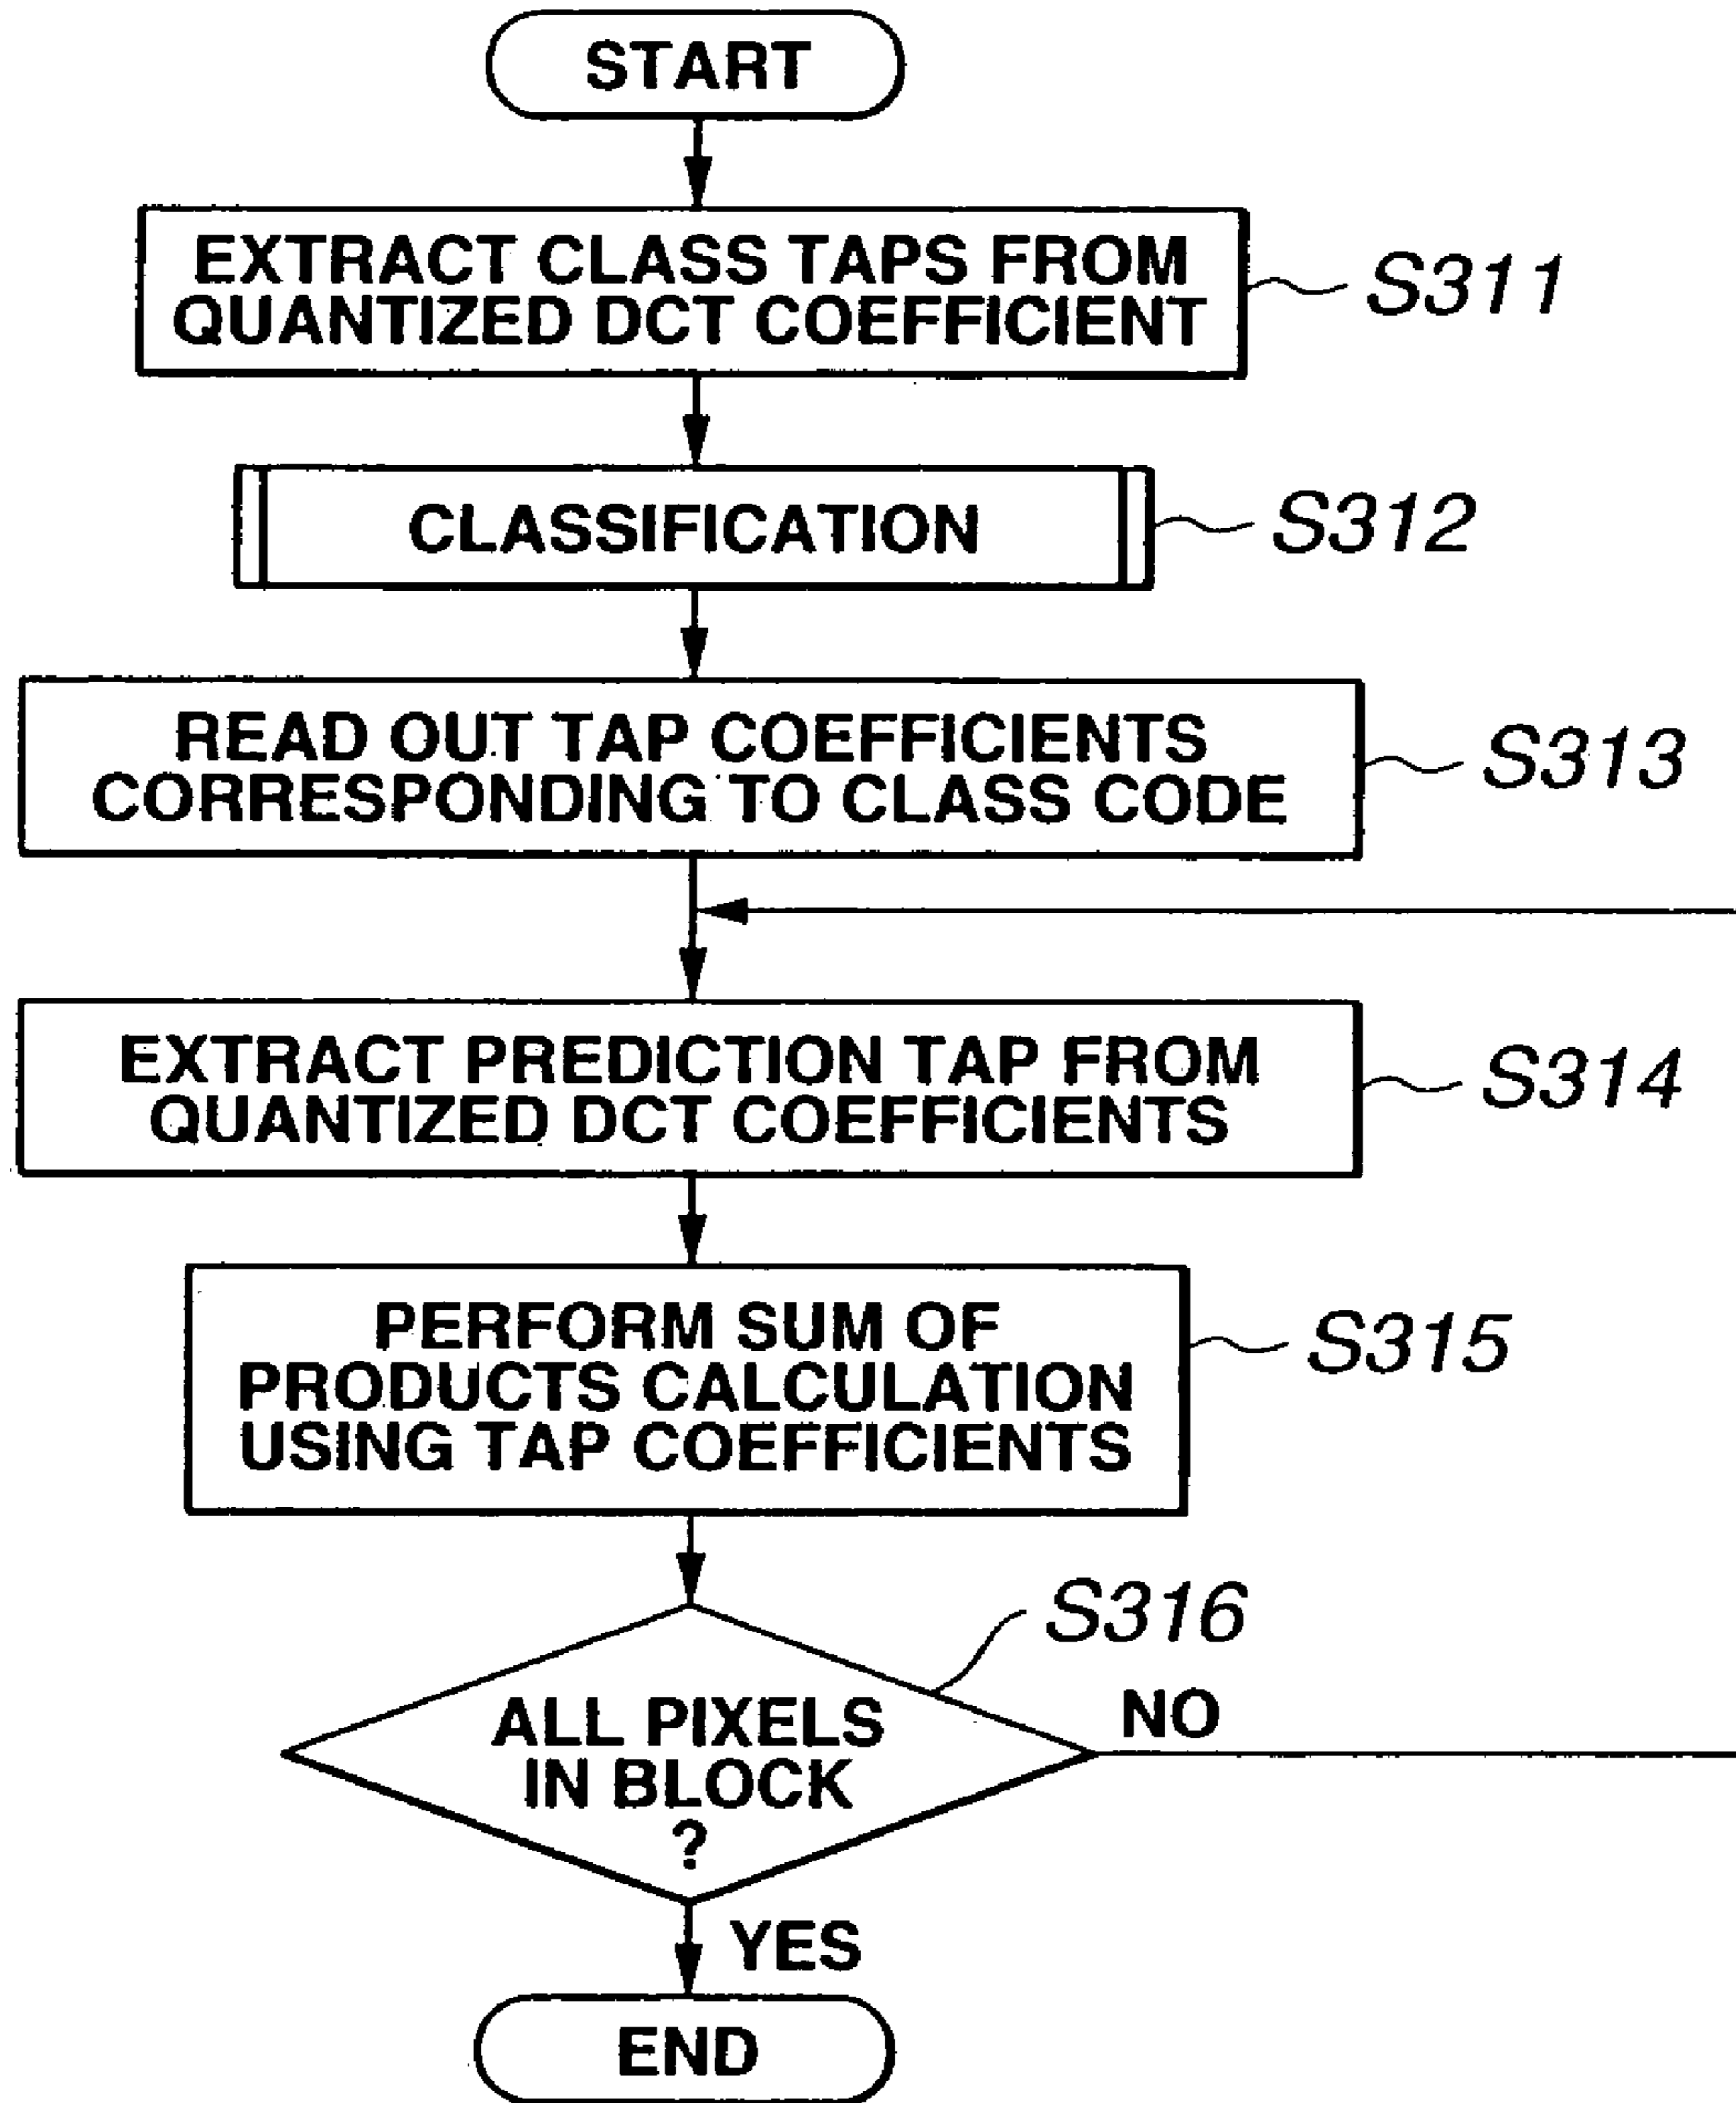 START
EXTRACT CLASS TAPS FROM
QUANTIZED DCT COEFFICIENT
S311
CLASSIFICATION
S312
READ OUT TAP COEFFICIENTS
CORRESPONDING TO CLASS CODE
S313
EXTRACT PREDICTION TAP FROM
QUANTIZED DCT COEFFICIENTS
S314
PERFORM SUM OF
PRODUCTS CALCULATION
USING TAP COEFFICIENTS
S315
S316
ALL PIXELS
IN BLOCK
?
NO
YES
END